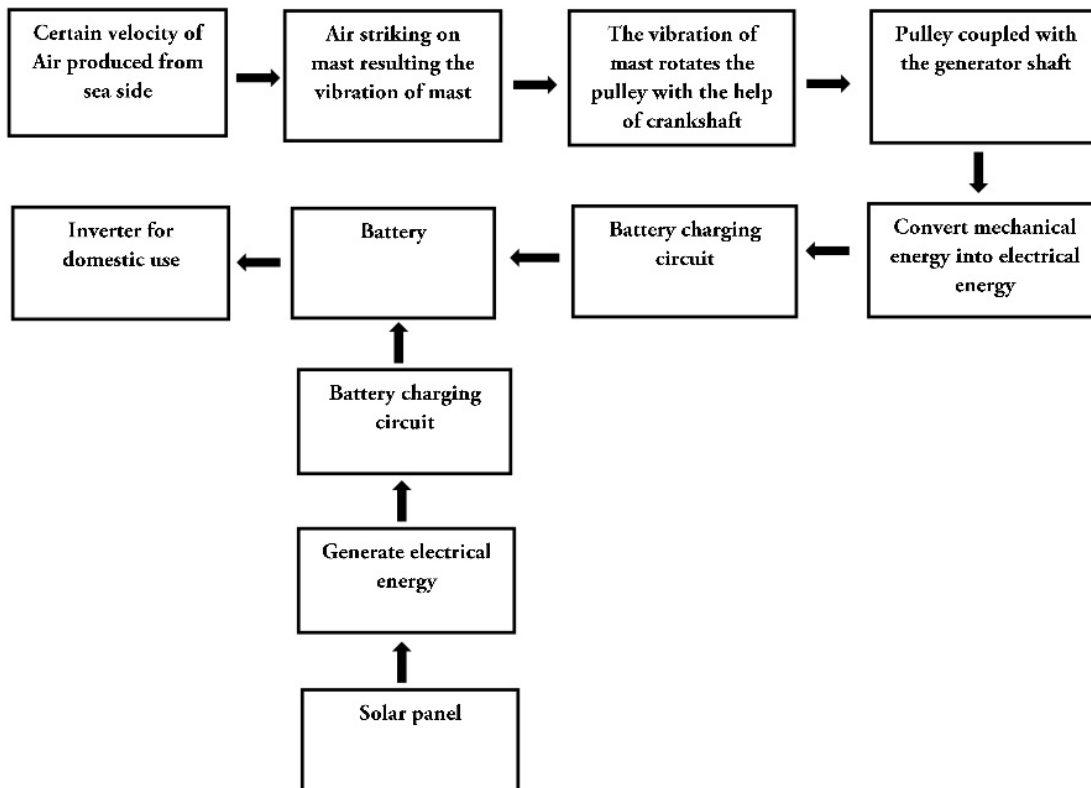 Certain velocity of
Air produced from
sea side
Air striking on
mast resulting the
vibration of mast
The vibration of
mast rotates the
pulley with the help
of crankshaft
Pulley coupled with
the generator shaft
Convert mechanical
energy into electrical
energy
Battery charging
circuit
Battery
Inverter for
domestic use
Battery charging
circuit
Generate electrical
energy
Solar panel